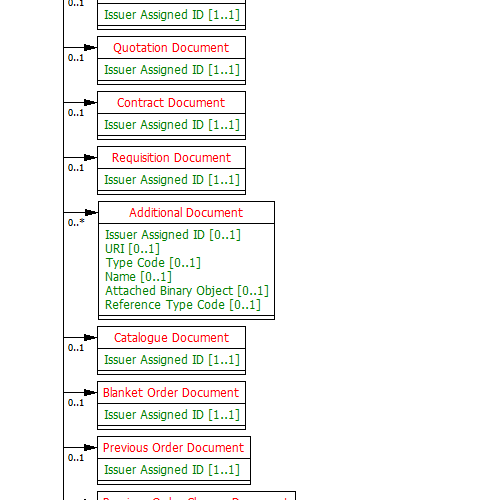 0..1
Issuer Assigned ID [1..1]
Quotation Document
0..1
Issuer Assigned ID [1..1]
Contract Document
0..1
Issuer Assigned ID [1..1]
Requisition Document
0..1
Issuer Assigned ID [1..1]
Additional Document
0..*
Issuer Assigned ID [0..1]
URI [0..1]
Type Code [0..1]
Name [0..1]
Attached Binary Object [0..1]
Reference Type Code [0..1]
Catalogue Document
0..1
Issuer Assigned ID [1..1]
Blanket Order Document
0..1
Issuer Assigned ID [1..1]
Previous Order Document
0..1
Issuer Assigned ID [1..1]